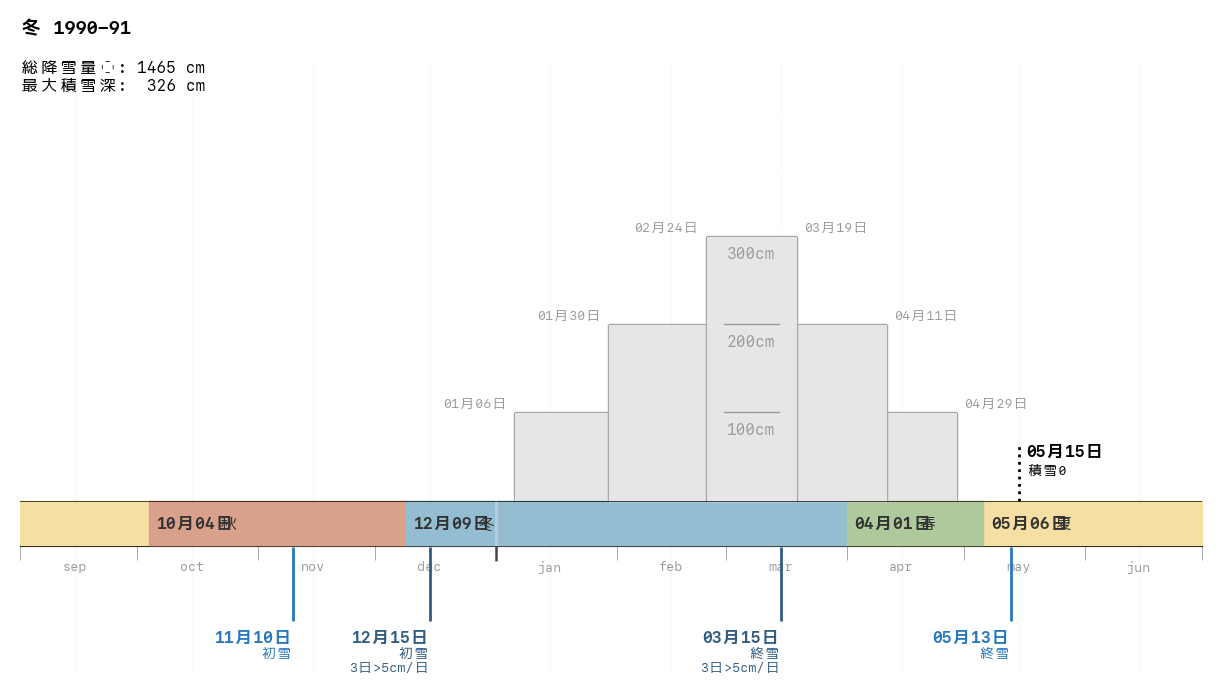 冬 1990–91
総降雪量: 1465 cm
最大積雪深: 326 cm
02月24日
03月19日
300cm
01月30日
04月11日
200cm
01月06日
04月29日
100cm
05月15日
積雪0
10月04日 秋
12月09日 冬
04月01日 春
05月06日 夏
sep oct nov dec jan feb mar apr may jun
11月10日
初雪
12月15日
初雪
3日>5cm/日
03月15日
終雪
3日>5cm/日
05月13日
終雪